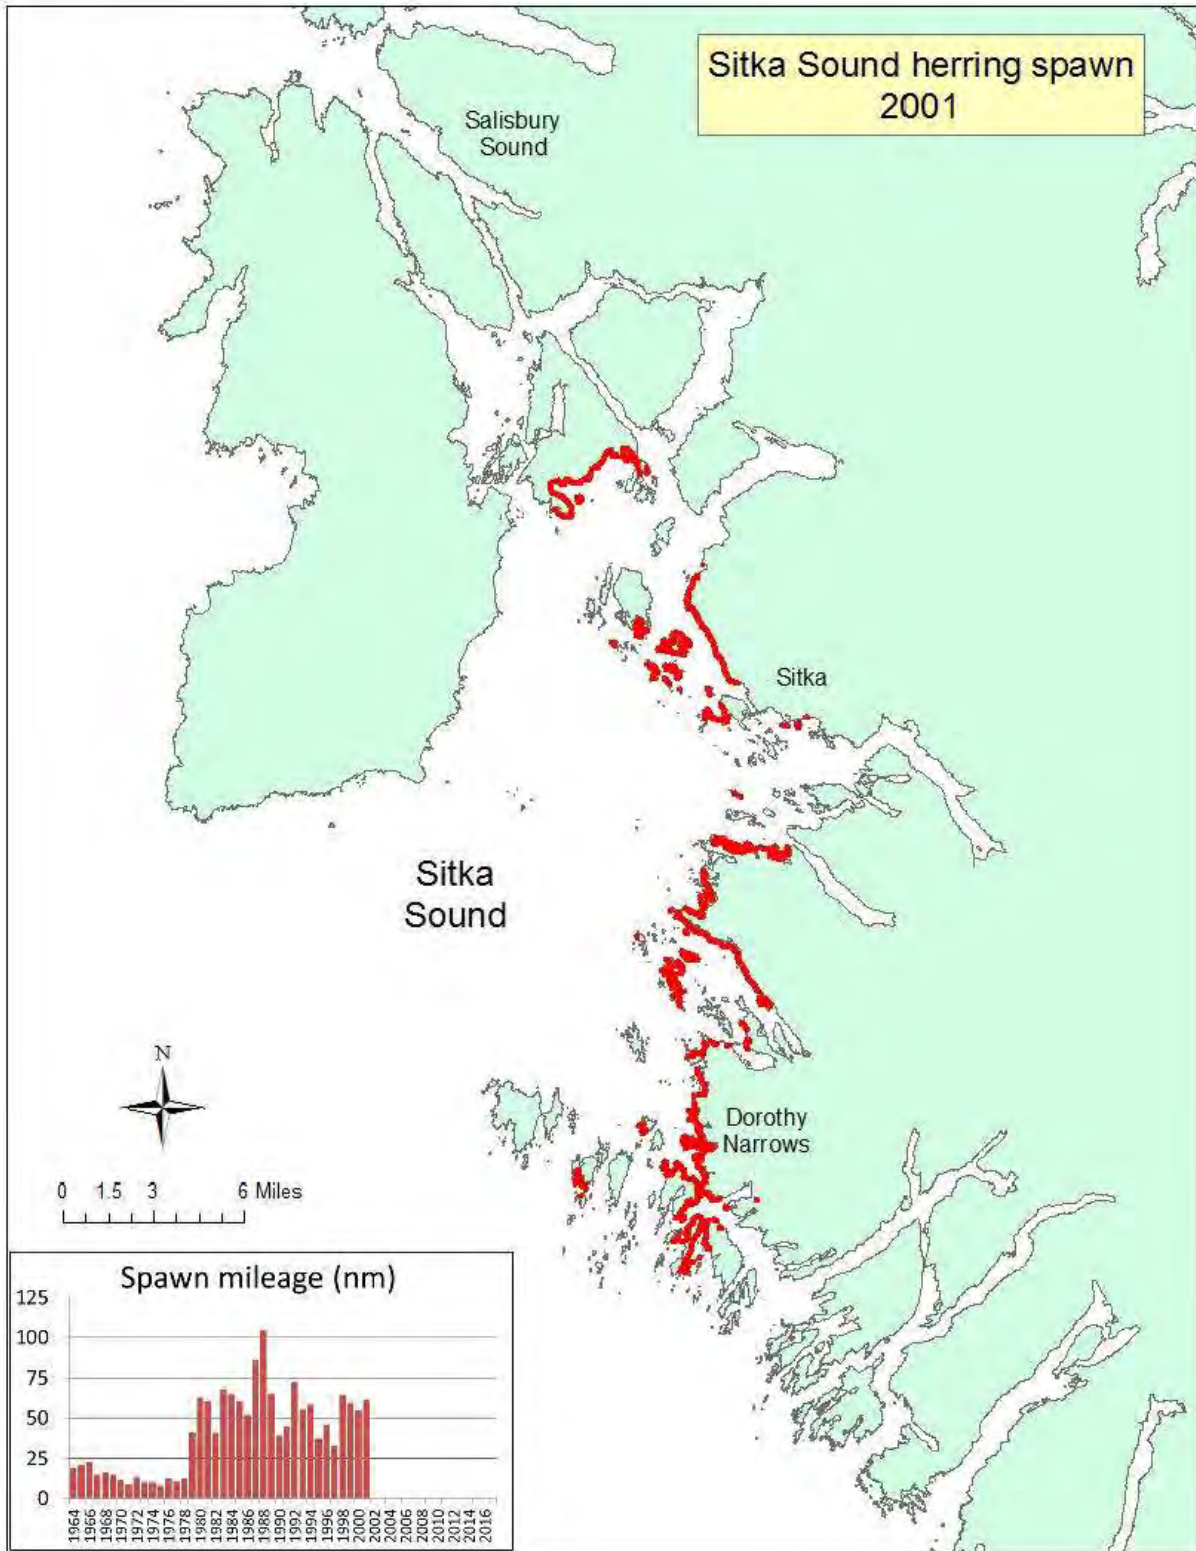 Sitka Sound herring spawn
2001
Salisbury
Sound
Sitka
Sitka
Sound
N
Dorothy
Narrows
0 1.5 3 6 Miles
Spawn mileage (nm)
125
100
75
50
25
0
1964 1966 1968 1970 1972 1974 1976 1978 1980 1982 1984 1986 1988 1990 1992 1994 1996 1998 2000 2002 2004 2006 2008 2010 2012 2014 2016